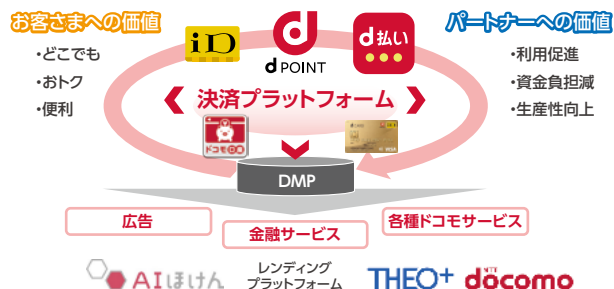 お客さまへの価値
・どこでも
・おトク
・便利
iD
d POINT
d払い
パートナーへの価値
・利用促進
・資金負担減
・生産性向上
決済プラットフォーム
ドコモ口座
VISA
DMP
広告
金融サービス
各種ドコモサービス
AIほけん
レンディング
プラットフォーム
THEO+ döcomo